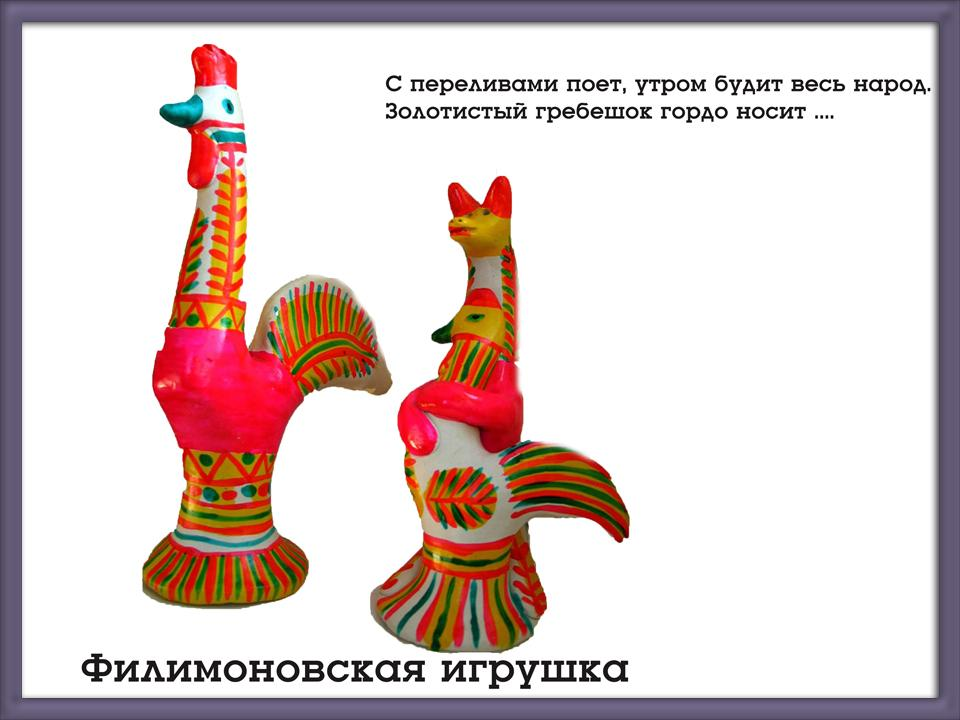 С переливами поет, утром будит весь народ.
Золотистый гребешок гордо носит ....
Филимоновская игрушка